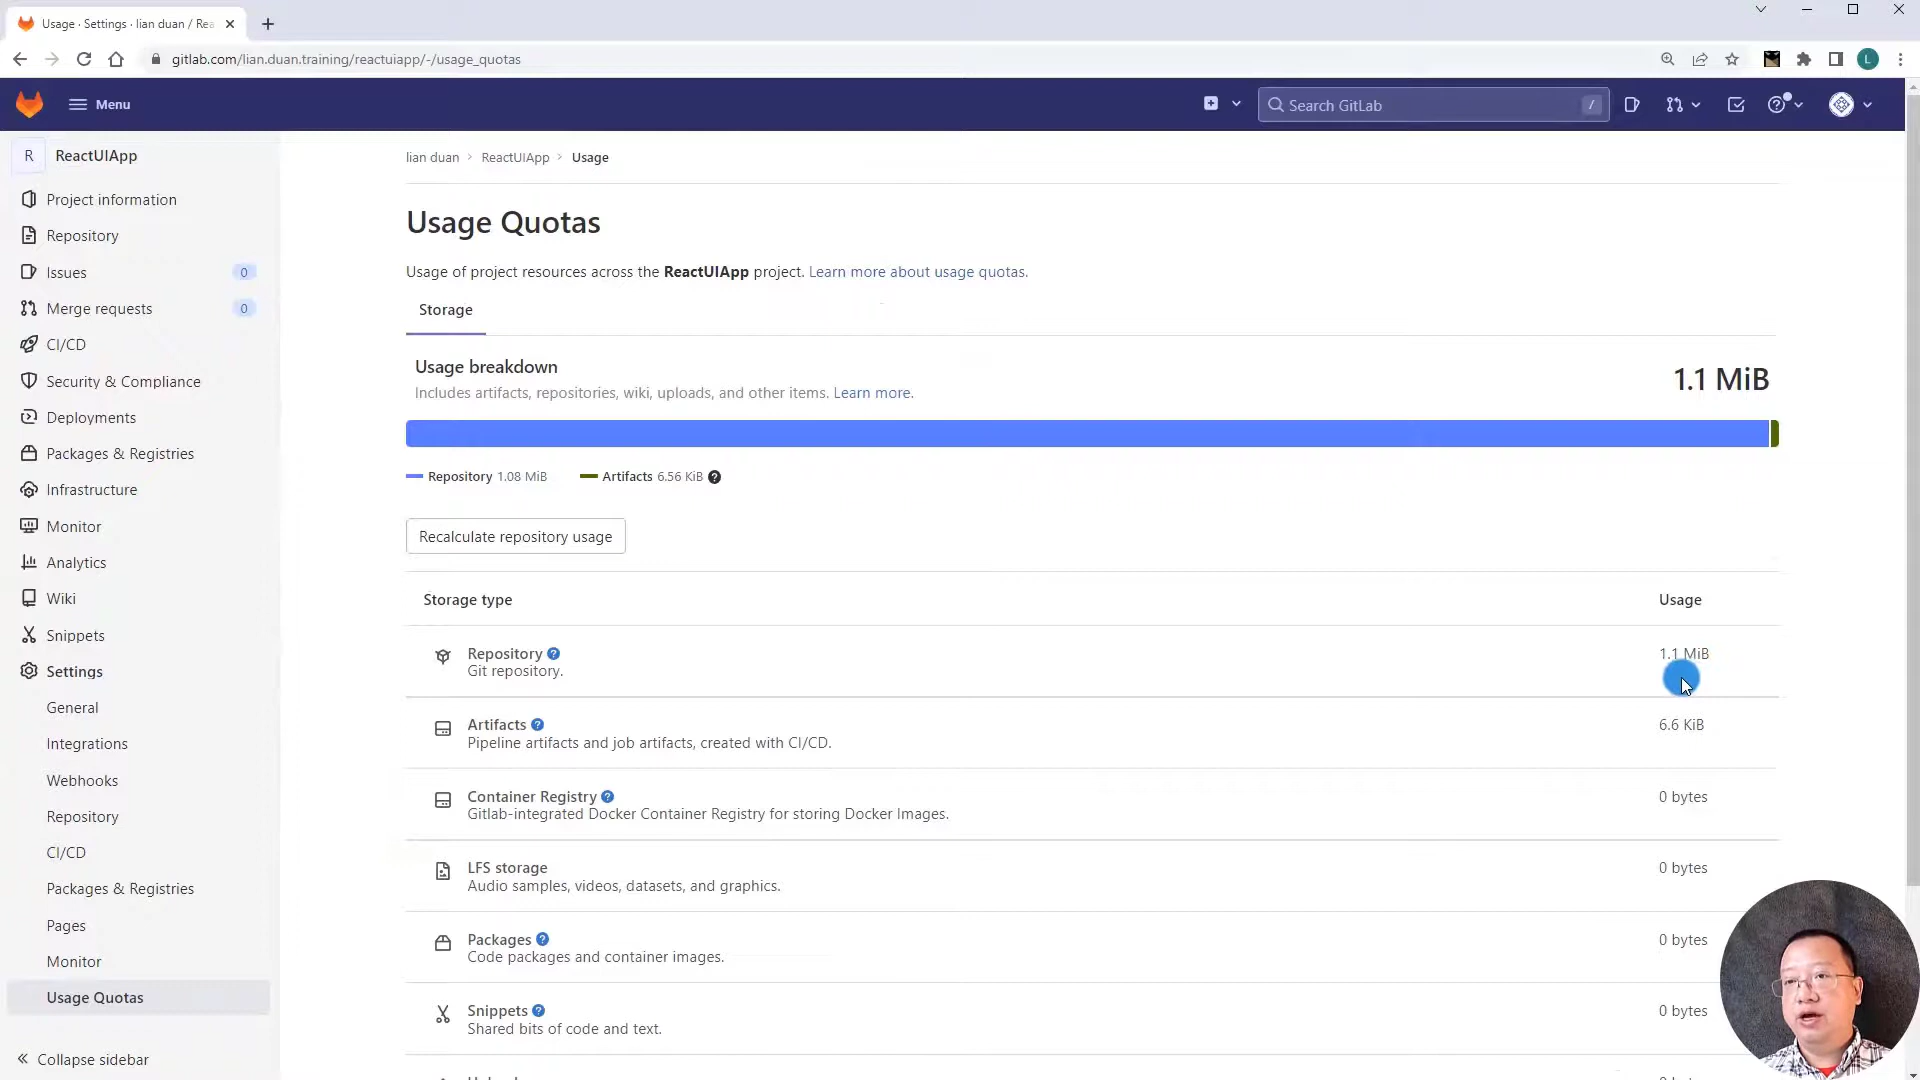 Usage · Settings · lian duan / Rea
gitlab.com/lian.duan.training/reactuiapp/-/usage_quotas
L
Menu
Search GitLab
/
R ReactUIApp
Project information
Repository
Issues 0
Merge requests 0
CI/CD
Security & Compliance
Deployments
Packages & Registries
Infrastructure
Monitor
Analytics
Wiki
Snippets
Settings
General
Integrations
Webhooks
Repository
CI/CD
Packages & Registries
Pages
Monitor
Usage Quotas
Collapse sidebar
lian duan > ReactUIApp > Usage
Usage Quotas
Usage of project resources across the ReactUIApp project. Learn more about usage quotas.
Storage
Usage breakdown
Includes artifacts, repositories, wiki, uploads, and other items. Learn more.
1.1 MiB
Repository 1.08 MiB Artifacts 6.56 KiB
Recalculate repository usage
Storage type Usage
Repository 1.1 MiB
Git repository.
Artifacts 6.6 KiB
Pipeline artifacts and job artifacts, created with CI/CD.
Container Registry 0 bytes
Gitlab-integrated Docker Container Registry for storing Docker Images.
LFS storage 0 bytes
Audio samples, videos, datasets, and graphics.
Packages 0 bytes
Code packages and container images.
Snippets 0 bytes
Shared bits of code and text.